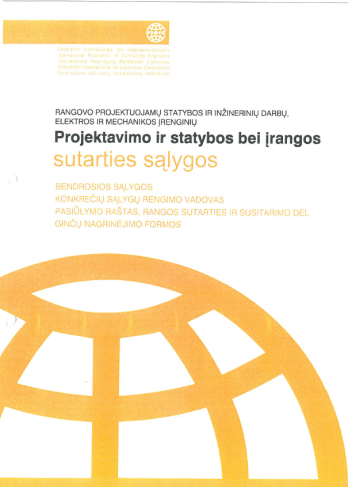 RANGOVO PROJEKTUOJAMŲ STATYBOS IR INŽINERINIŲ DARBŲ,
ELEKTROS IR MECHANIKOS ĮRENGINIŲ
Projektavimo ir statybos bei įrangos
sutarties sąlygos
BENDROSIOS SĄLYGOS
KONKREČIŲ SĄLYGŲ RENGIMO VADOVAS
PASIŪLYMO RAŠTAS, RANGOS SUTARTIES IR SUSITARIMO DĖL
GINČŲ NAGRINĖJIMO FORMOS